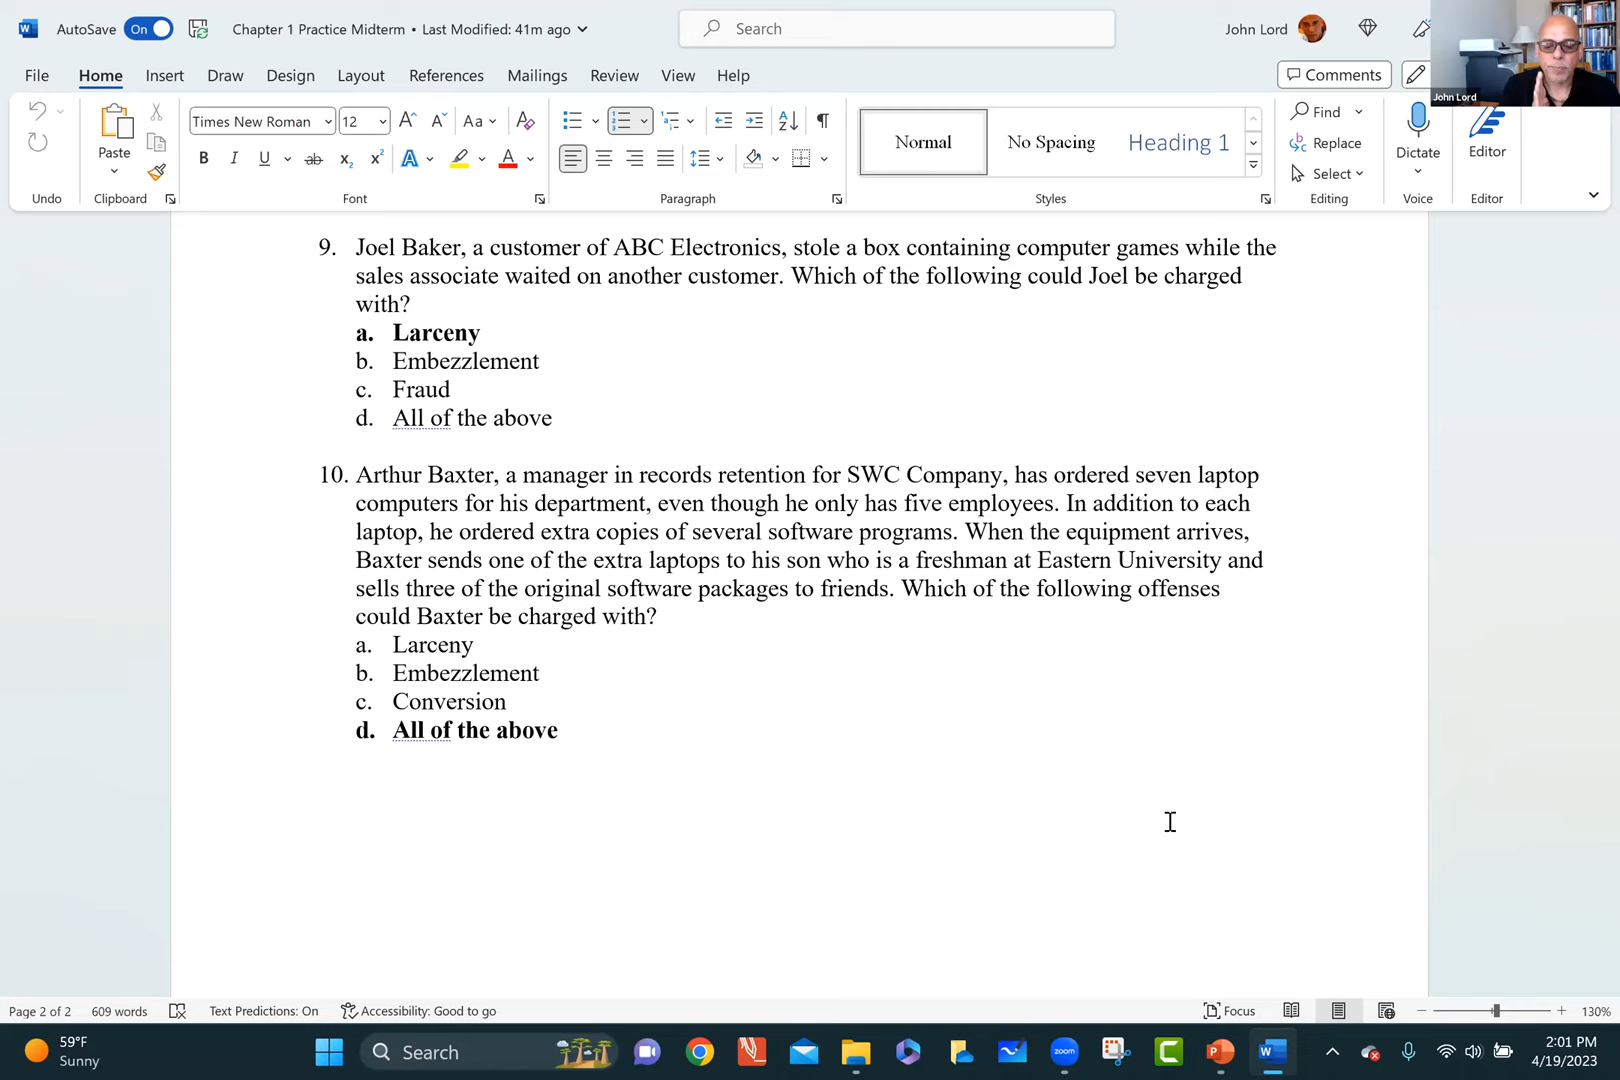 AutoSave On Chapter 1 Practice Midterm • Last Modified: 41m ago Search John Lord
File Home Insert Draw Design Layout References Mailings Review View Help Comments
John Lord
Paste
Times New Roman 12 Aa
Normal No Spacing Heading 1
Find
Replace
Select
Dictate Editor
Undo Clipboard Font Paragraph Styles Editing Voice Editor
9. Joel Baker, a customer of ABC Electronics, stole a box containing computer games while the
sales associate waited on another customer. Which of the following could Joel be charged
with?
a. Larceny
b. Embezzlement
c. Fraud
d. All of the above
10. Arthur Baxter, a manager in records retention for SWC Company, has ordered seven laptop
computers for his department, even though he only has five employees. In addition to each
laptop, he ordered extra copies of several software programs. When the equipment arrives,
Baxter sends one of the extra laptops to his son who is a freshman at Eastern University and
sells three of the original software packages to friends. Which of the following offenses
could Baxter be charged with?
a. Larceny
b. Embezzlement
c. Conversion
d. All of the above
Page 2 of 2 609 words Text Predictions: On Accessibility: Good to go Focus 130%
59°F
Sunny
Search
zoom
2:01 PM
4/19/2023